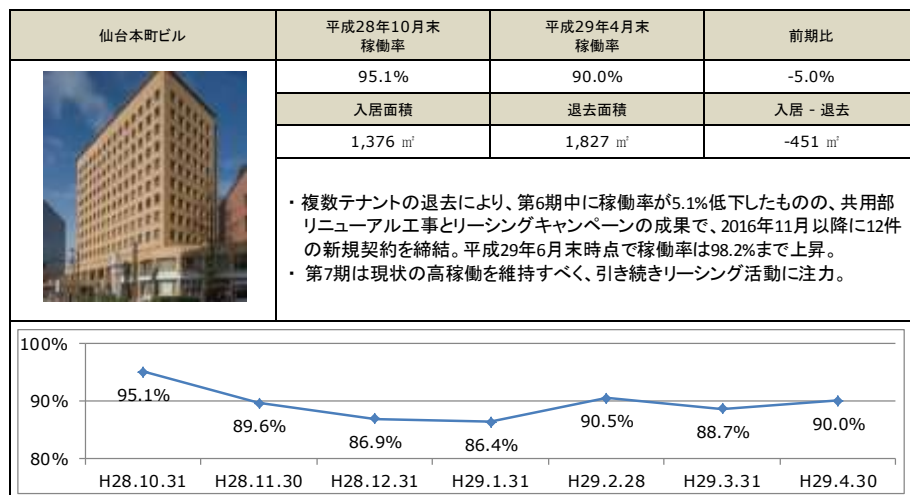 仙台本町ビル
平成28年10月末
稼働率
平成29年4月末
稼働率
前期比
95.1%
90.0%
-5.0%
入居面積
退去面積
入居 - 退去
1,376 ㎡
1,827 ㎡
-451 ㎡
・複数テナントの退去により、第6期中に稼働率が5.1%低下したものの、共用部
リニューアル工事とリーシングキャンペーンの成果で、2016年11月以降に12件
の新規契約を締結。平成29年6月末時点で稼働率は98.2%まで上昇。
・ 第7期は現状の高稼働を維持すべく、引き続きリーシング活動に注力。
100%
90%
80%
95.1%
89.6%
86.9%
86.4%
90.5%
88.7%
90.0%
H28.10.31
H28.11.30
H28.12.31
H29.1.31
H29.2.28
H29.3.31
H29.4.30